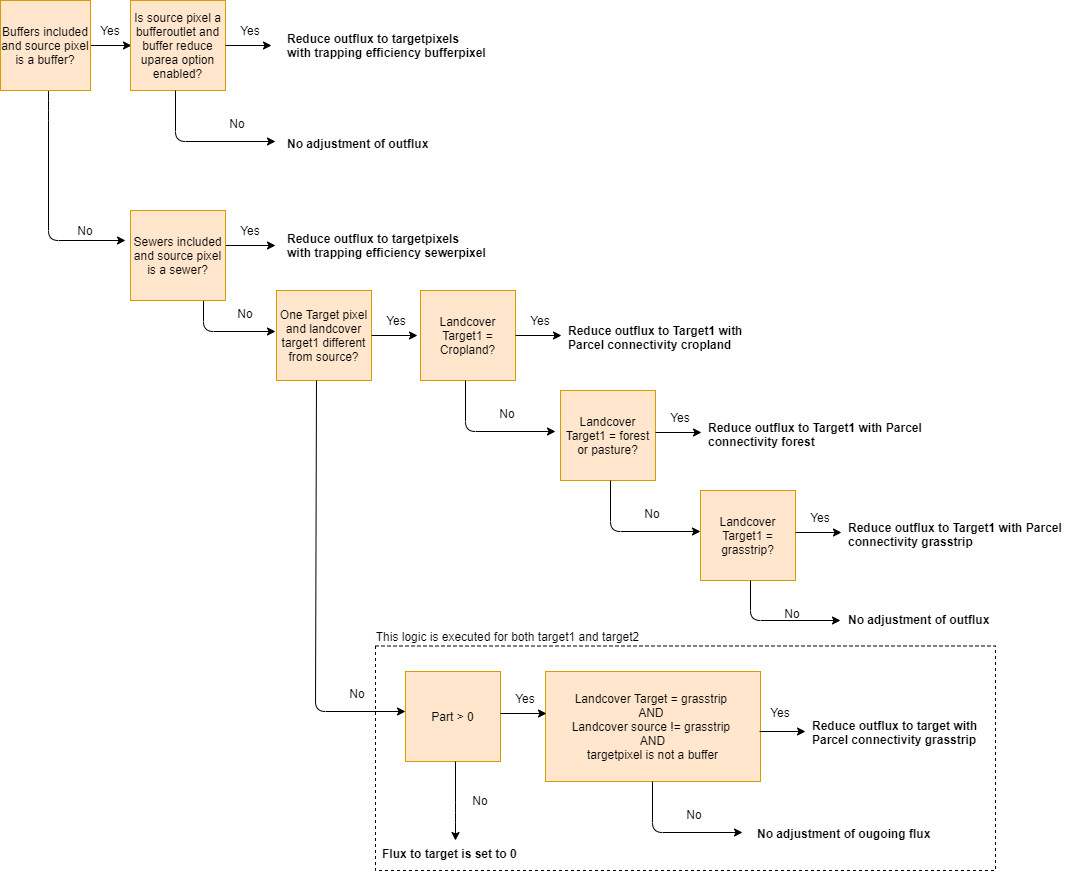 Buffers included
and source pixel
is a buffer?
Yes
Is source pixel a
bufferoutlet and
buffer reduce
uparea option
enabled?
Yes
Reduce outflux to targetpixels
with trapping efficiency bufferpixel
No
No adjustment of outflux
No
Sewers included
and source pixel
is a sewer?
Yes
Reduce outflux to targetpixels
with trapping efficiency sewerpixel
No
One Target pixel
and landcover
target1 different
from source?
Yes
Landcover
Target1 =
Cropland?
Yes
Reduce outflux to Target1 with
Parcel connectivity cropland
No
Landcover
Target1 = forest
or pasture?
Yes
Reduce outflux to Target1 with Parcel
connectivity forest
No
Landcover
Target1 =
grasstrip?
Yes
Reduce outflux to Target1 with Parcel
connectivity grasstrip
No
No adjustment of outflux
This logic is executed for both target1 and target2
No
Part > 0
Yes
Landcover Target = grasstrip
AND
Landcover source != grasstrip
AND
targetpixel is not a buffer
Yes
Reduce outflux to target with
Parcel connectivity grasstrip
No
Flux to target is set to 0
No
No adjustment of ougoing flux